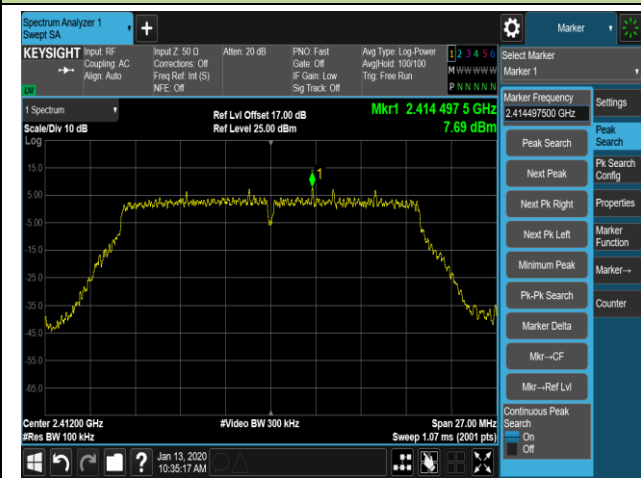 Spectrum Analyzer 1
Swept SA
+
Marker
KEYSIGHT
Input: RF
Coupling: AC
Align: Auto
Input Z: 50 Ω
Corrections: Off
Freq Ref: Int (S)
NFE: Off
Atten: 20 dB
PNO: Fast
Gate: Off
IF Gain: Low
Sig Track: Off
Avg Type: Log-Power
Avg|Hold: 100/100
Trig: Free Run
1 2 3 4 5 6
M W W W W W
P N N N N N
LXI
Select Marker
Marker 1
1 Spectrum
Scale/Div 10 dB
Log
Ref Lvl Offset 17.00 dB
Ref Level 25.00 dBm
Mkr1 2.414 497 5 GHz
7.69 dBm
15.0
5.00
-5.00
-15.0
-25.0
-35.0
-45.0
-55.0
-65.0
1
Center 2.41200 GHz
#Res BW 100 kHz
#Video BW 300 kHz
Span 27.00 MHz
Sweep 1.07 ms (2001 pts)
Marker Frequency
2.414497500 GHz
Peak Search
Next Peak
Next Pk Right
Next Pk Left
Minimum Peak
Pk-Pk Search
Marker Delta
Mkr→CF
Mkr→Ref Lvl
Continuous Peak
Search
On
Off
Settings
Peak
Search
Pk Search
Config
Properties
Marker
Function
Marker→
Counter
?
Jan 13, 2020
10:35:17 AM